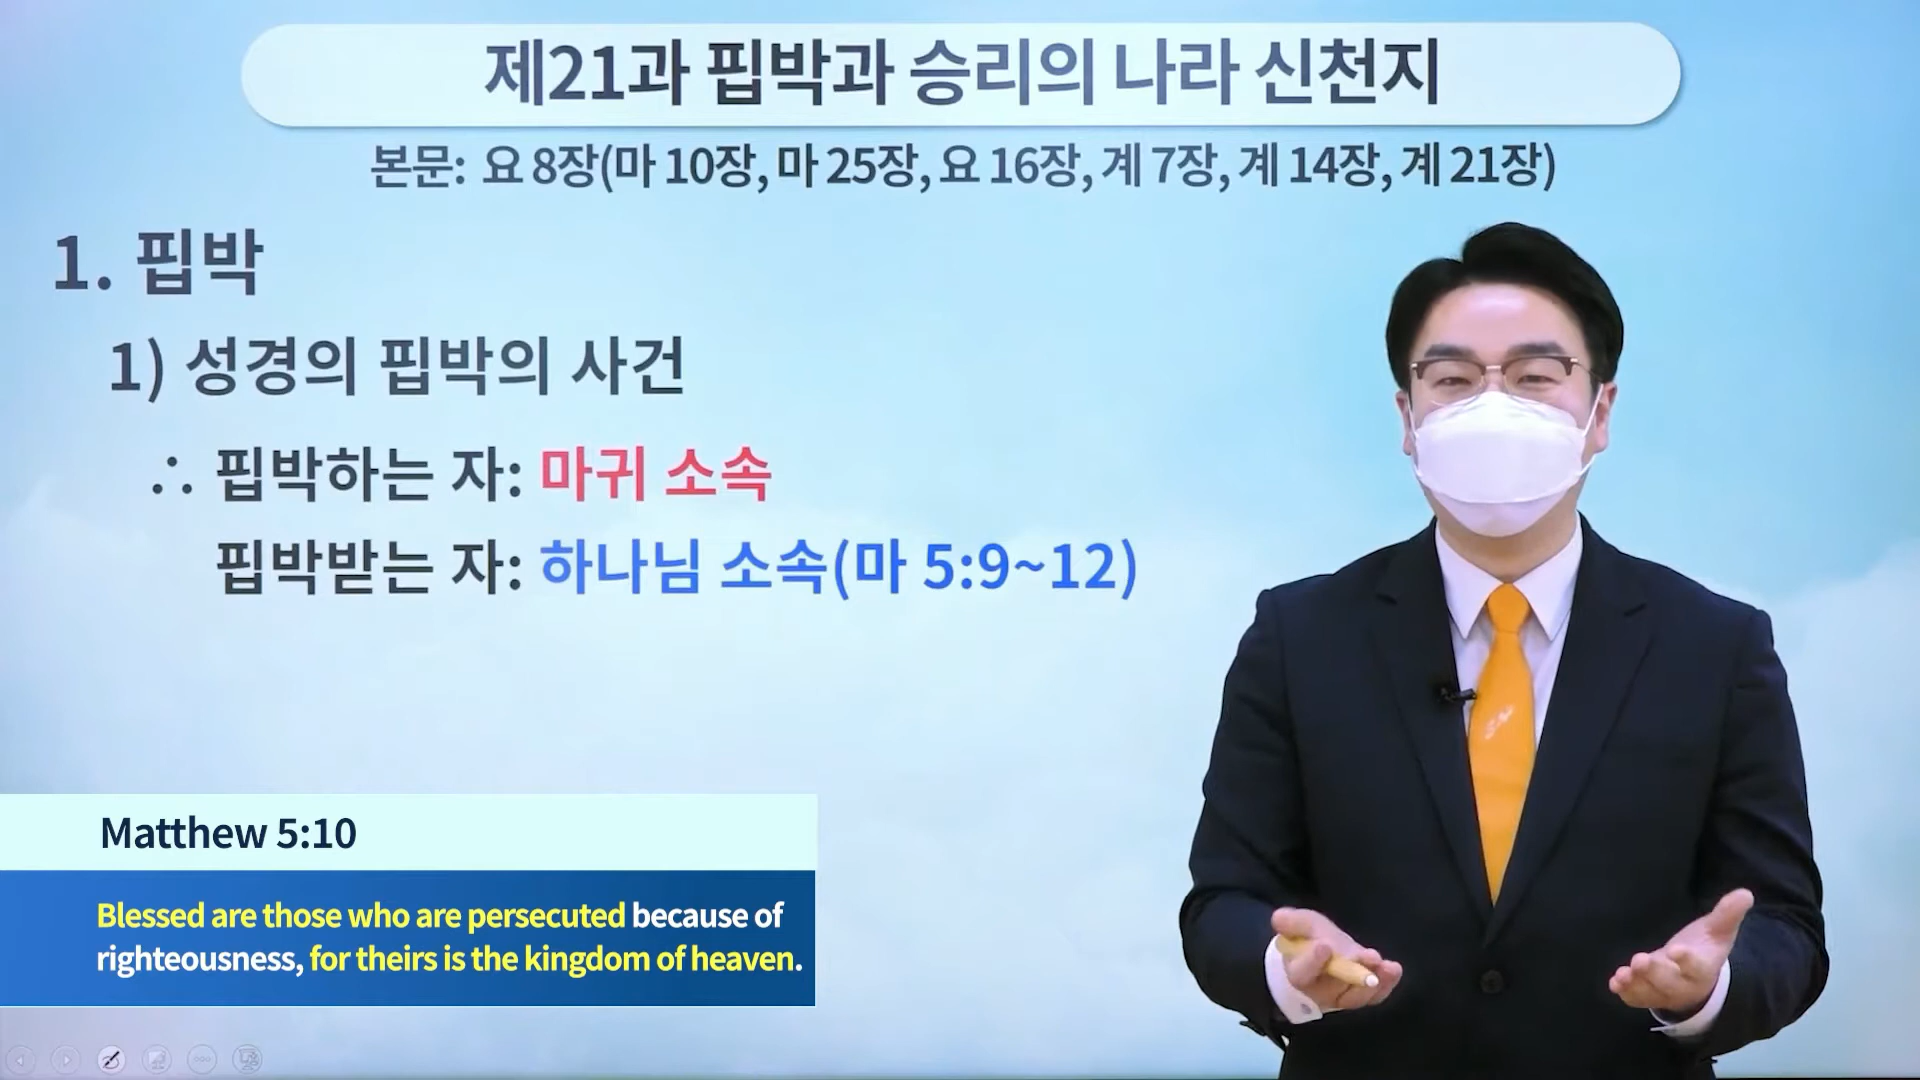 제21과 핍박과 승리의 나라 신천지
본문: 요 8장(마 10장, 마 25장, 요 16장, 계 7장, 계 14장, 계 21장)
1. 핍박
1) 성경의 핍박의 사건
∴ 핍박하는 자: 마귀 소속
핍박받는 자: 하나님 소속(마 5:9~12)
Matthew 5:10
Blessed are those who are persecuted because of
righteousness, for theirs is the kingdom of heaven.